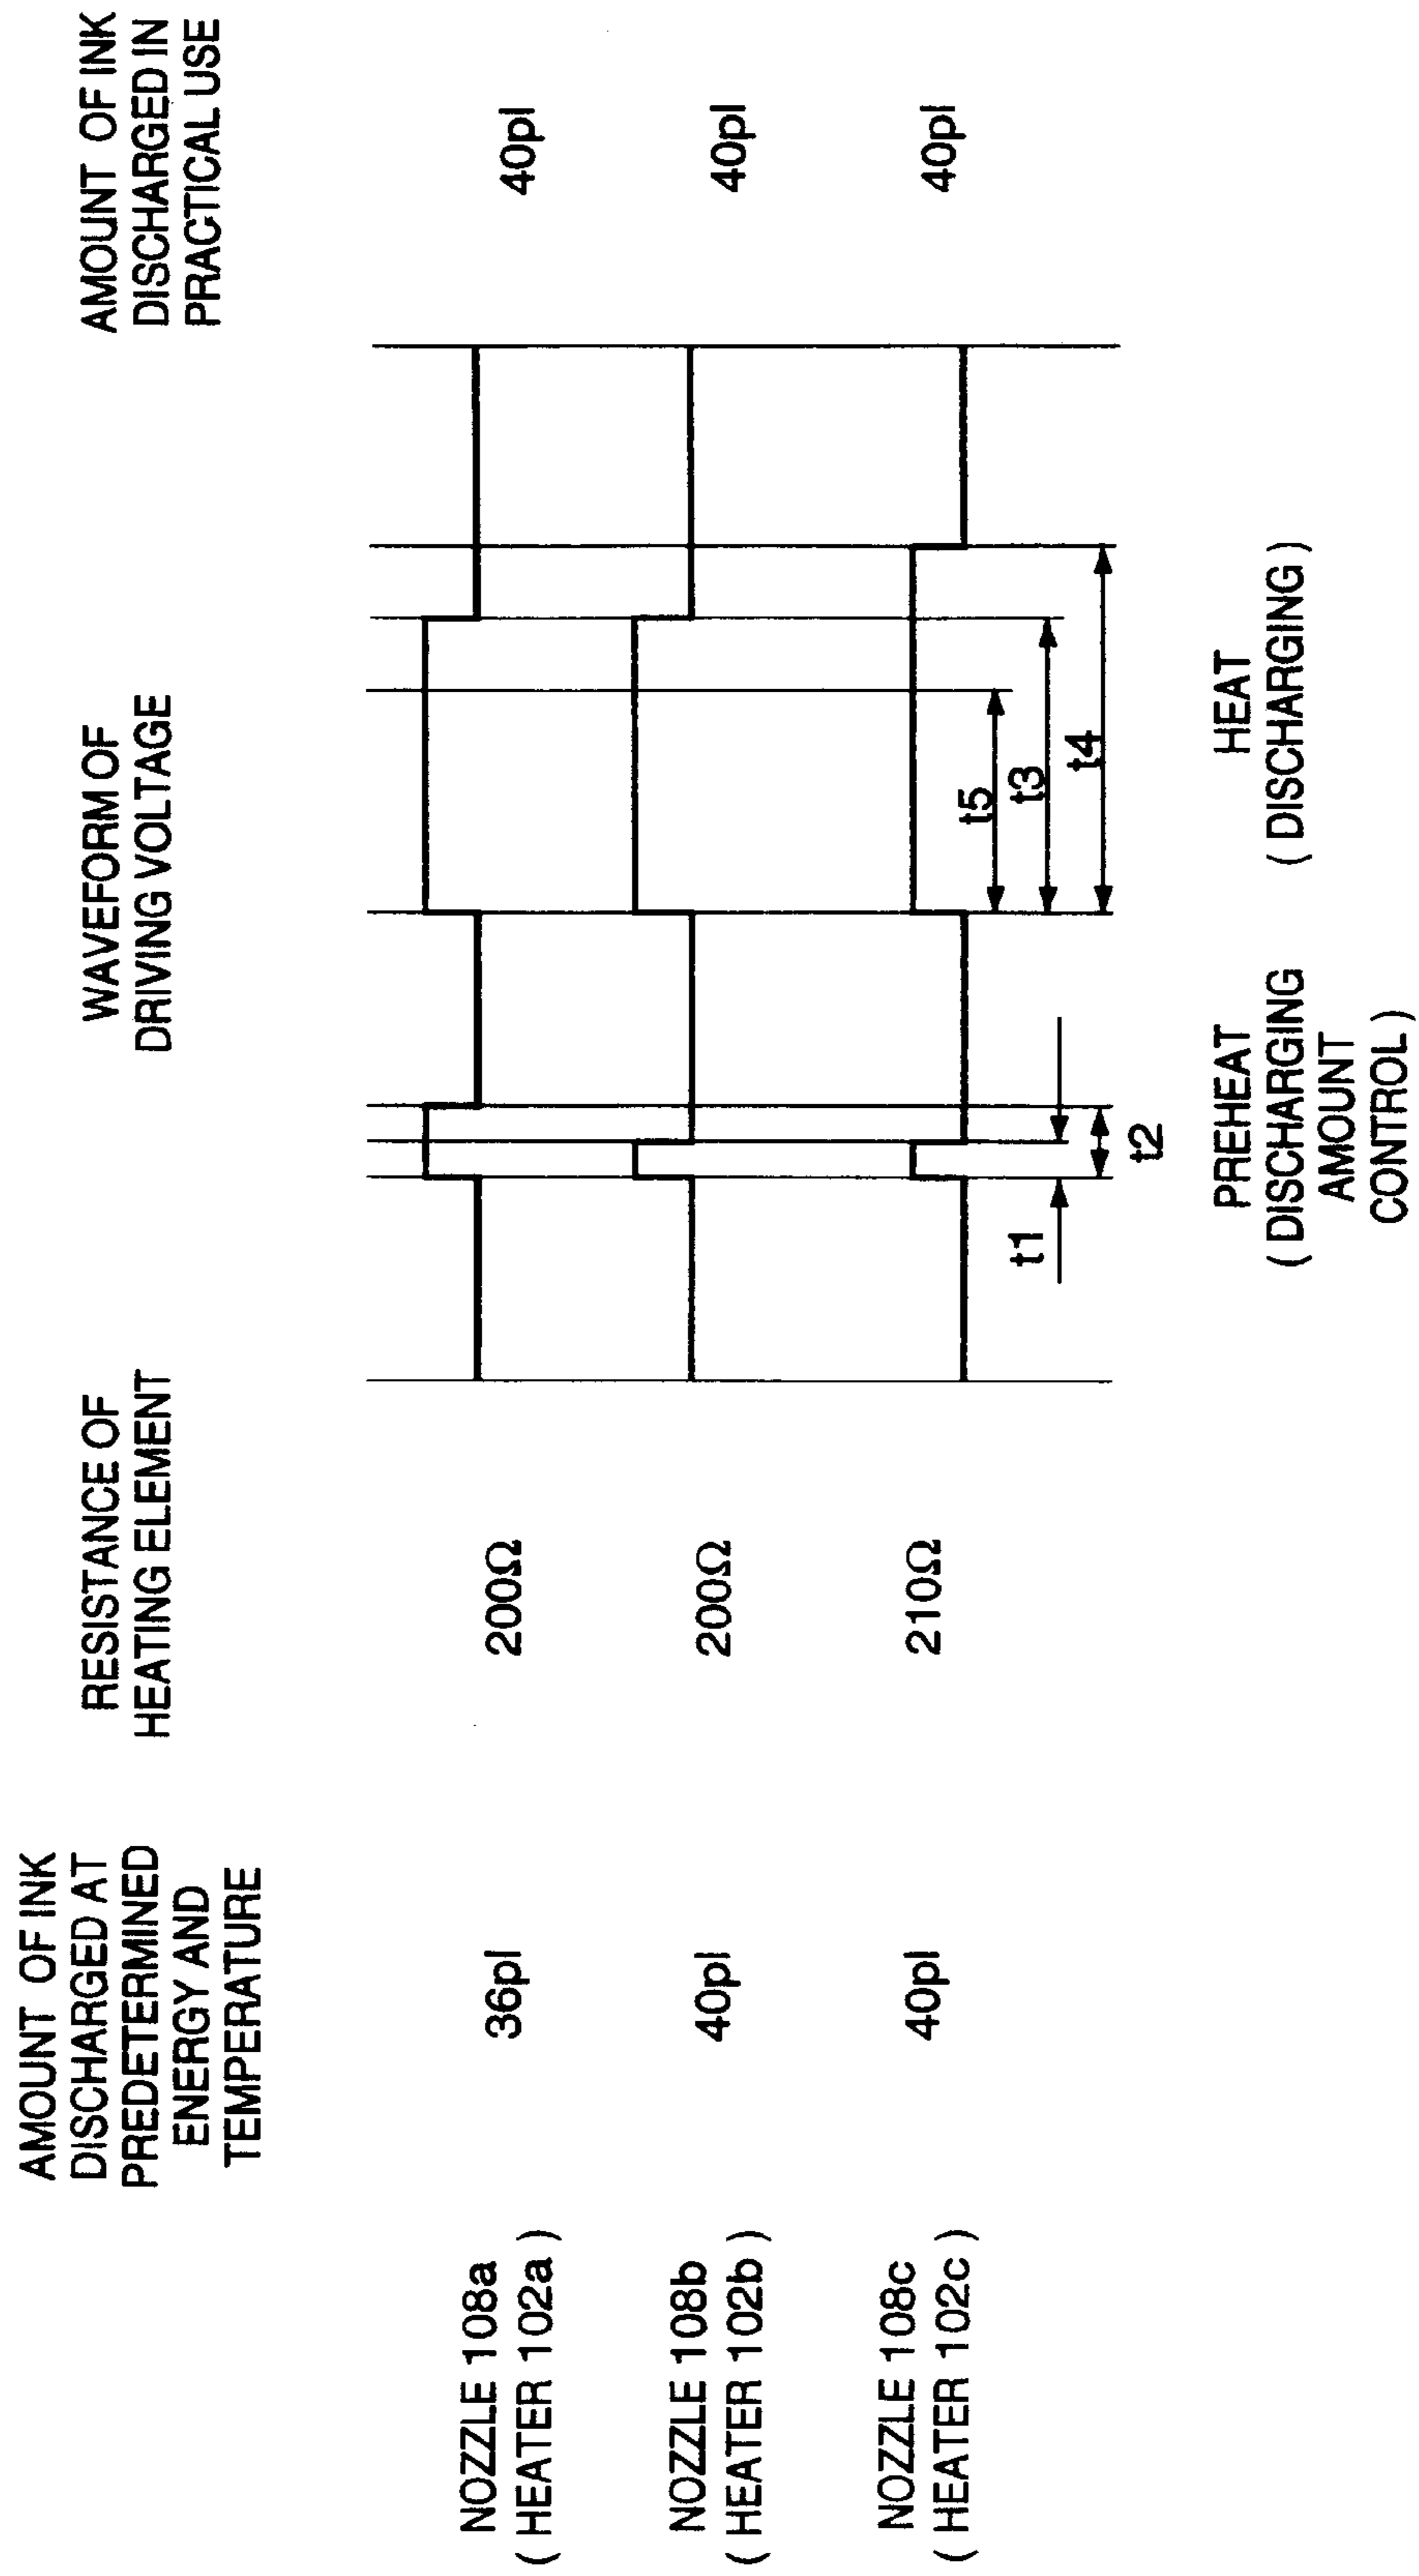 AMOUNT OF INK
DISCHARGED AT
PREDETERMINED
ENERGY AND
TEMPERATURE
RESISTANCE OF
HEATING ELEMENT
WAVEFORM OF
DRIVING VOLTAGE
AMOUNT OF INK
DISCHARGED IN
PRACTICAL USE
NOZZLE 108a
( HEATER 102a )
36pl
200Ω
40pl
NOZZLE 108b
( HEATER 102b )
40pl
200Ω
40pl
NOZZLE 108c
( HEATER 102c )
40pl
210Ω
40pl
t5
t3
t1
t4
t2
PREHEAT
( DISCHARGING
AMOUNT
CONTROL )
HEAT
( DISCHARGING )